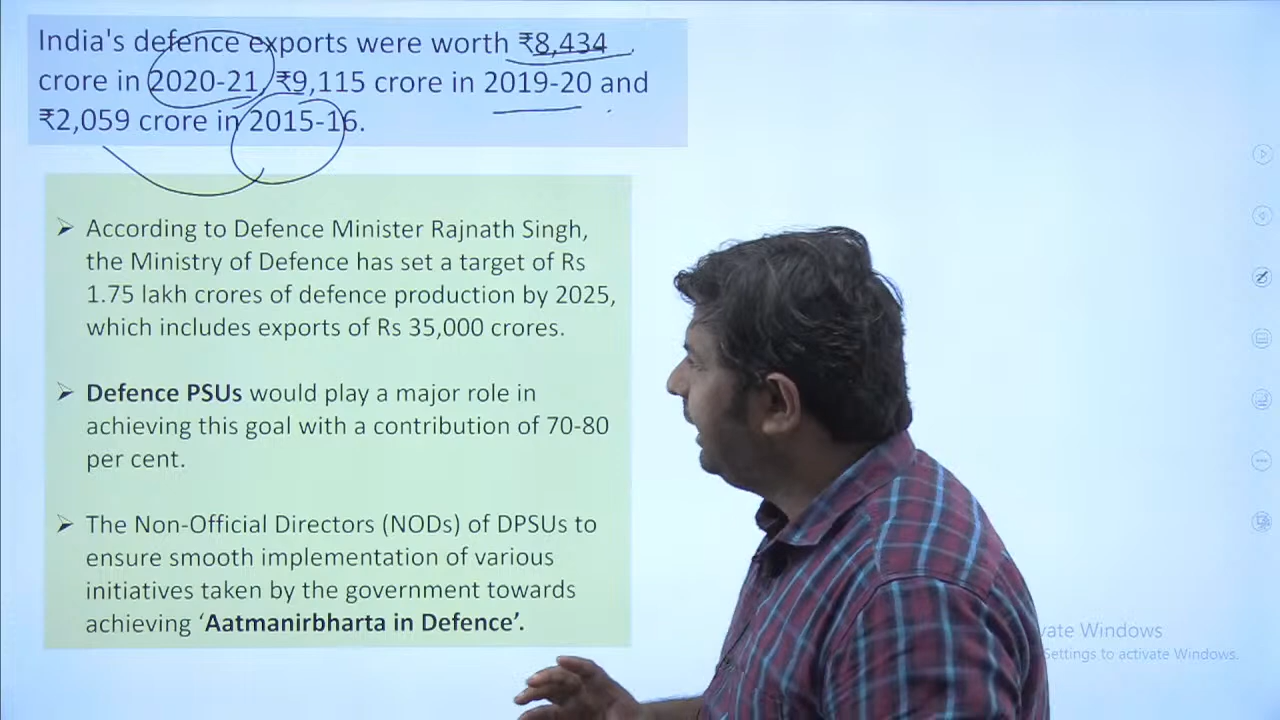 India's defence exports were worth ₹8,434
crore in 2020-21, ₹9,115 crore in 2019-20 and
₹2,059 crore in 2015-16.
➢ According to Defence Minister Rajnath Singh,
the Ministry of Defence has set a target of Rs
1.75 lakh crores of defence production by 2025,
which includes exports of Rs 35,000 crores.
➢ Defence PSUs would play a major role in
achieving this goal with a contribution of 70-80
per cent.
➢ The Non-Official Directors (NODs) of DPSUs to
ensure smooth implementation of various
initiatives taken by the government towards
achieving ‘Aatmanirbharta in Defence’.
vate Windows
Settings to activate Windows.